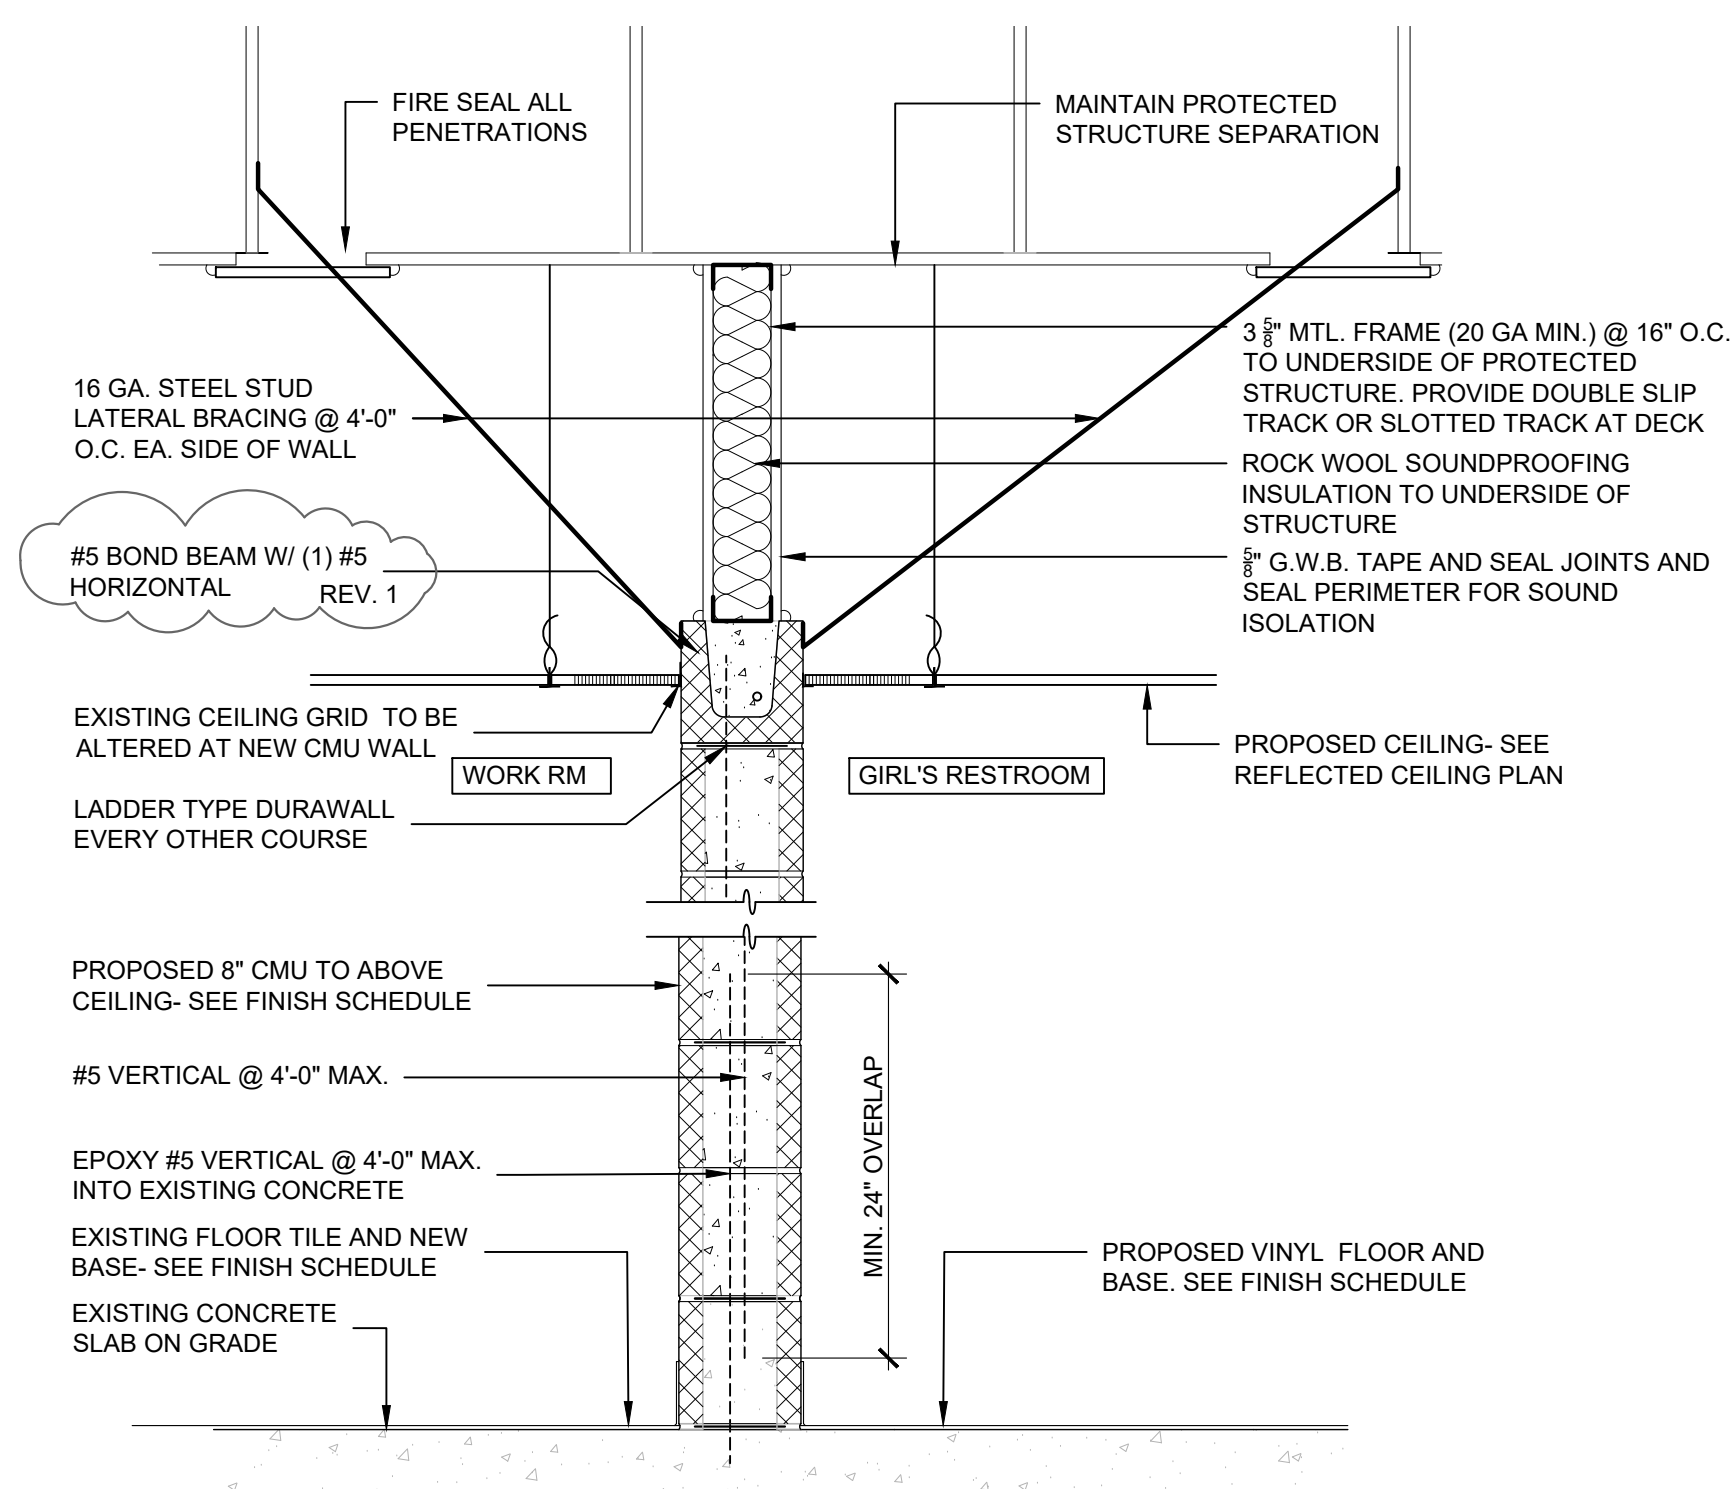 FIRE SEAL ALL
PENETRATIONS
MAINTAIN PROTECTED
STRUCTURE SEPARATION
16 GA. STEEL STUD
LATERAL BRACING @ 4'-0"
O.C. EA. SIDE OF WALL
3 5/8" MTL. FRAME (20 GA MIN.) @ 16" O.C.
TO UNDERSIDE OF PROTECTED
STRUCTURE. PROVIDE DOUBLE SLIP
TRACK OR SLOTTED TRACK AT DECK
ROCK WOOL SOUNDPROOFING
INSULATION TO UNDERSIDE OF
STRUCTURE
#5 BOND BEAM W/ (1) #5
HORIZONTAL
REV. 1
5/8" G.W.B. TAPE AND SEAL JOINTS AND
SEAL PERIMETER FOR SOUND
ISOLATION
EXISTING CEILING GRID TO BE
ALTERED AT NEW CMU WALL
WORK RM
GIRL'S RESTROOM
PROPOSED CEILING- SEE
REFLECTED CEILING PLAN
LADDER TYPE DURAWALL
EVERY OTHER COURSE
PROPOSED 8" CMU TO ABOVE
CEILING- SEE FINISH SCHEDULE
#5 VERTICAL @ 4'-0" MAX.
MIN. 24" OVERLAP
EPOXY #5 VERTICAL @ 4'-0" MAX.
INTO EXISTING CONCRETE
EXISTING FLOOR TILE AND NEW
BASE- SEE FINISH SCHEDULE
PROPOSED VINYL FLOOR AND
BASE. SEE FINISH SCHEDULE
EXISTING CONCRETE
SLAB ON GRADE